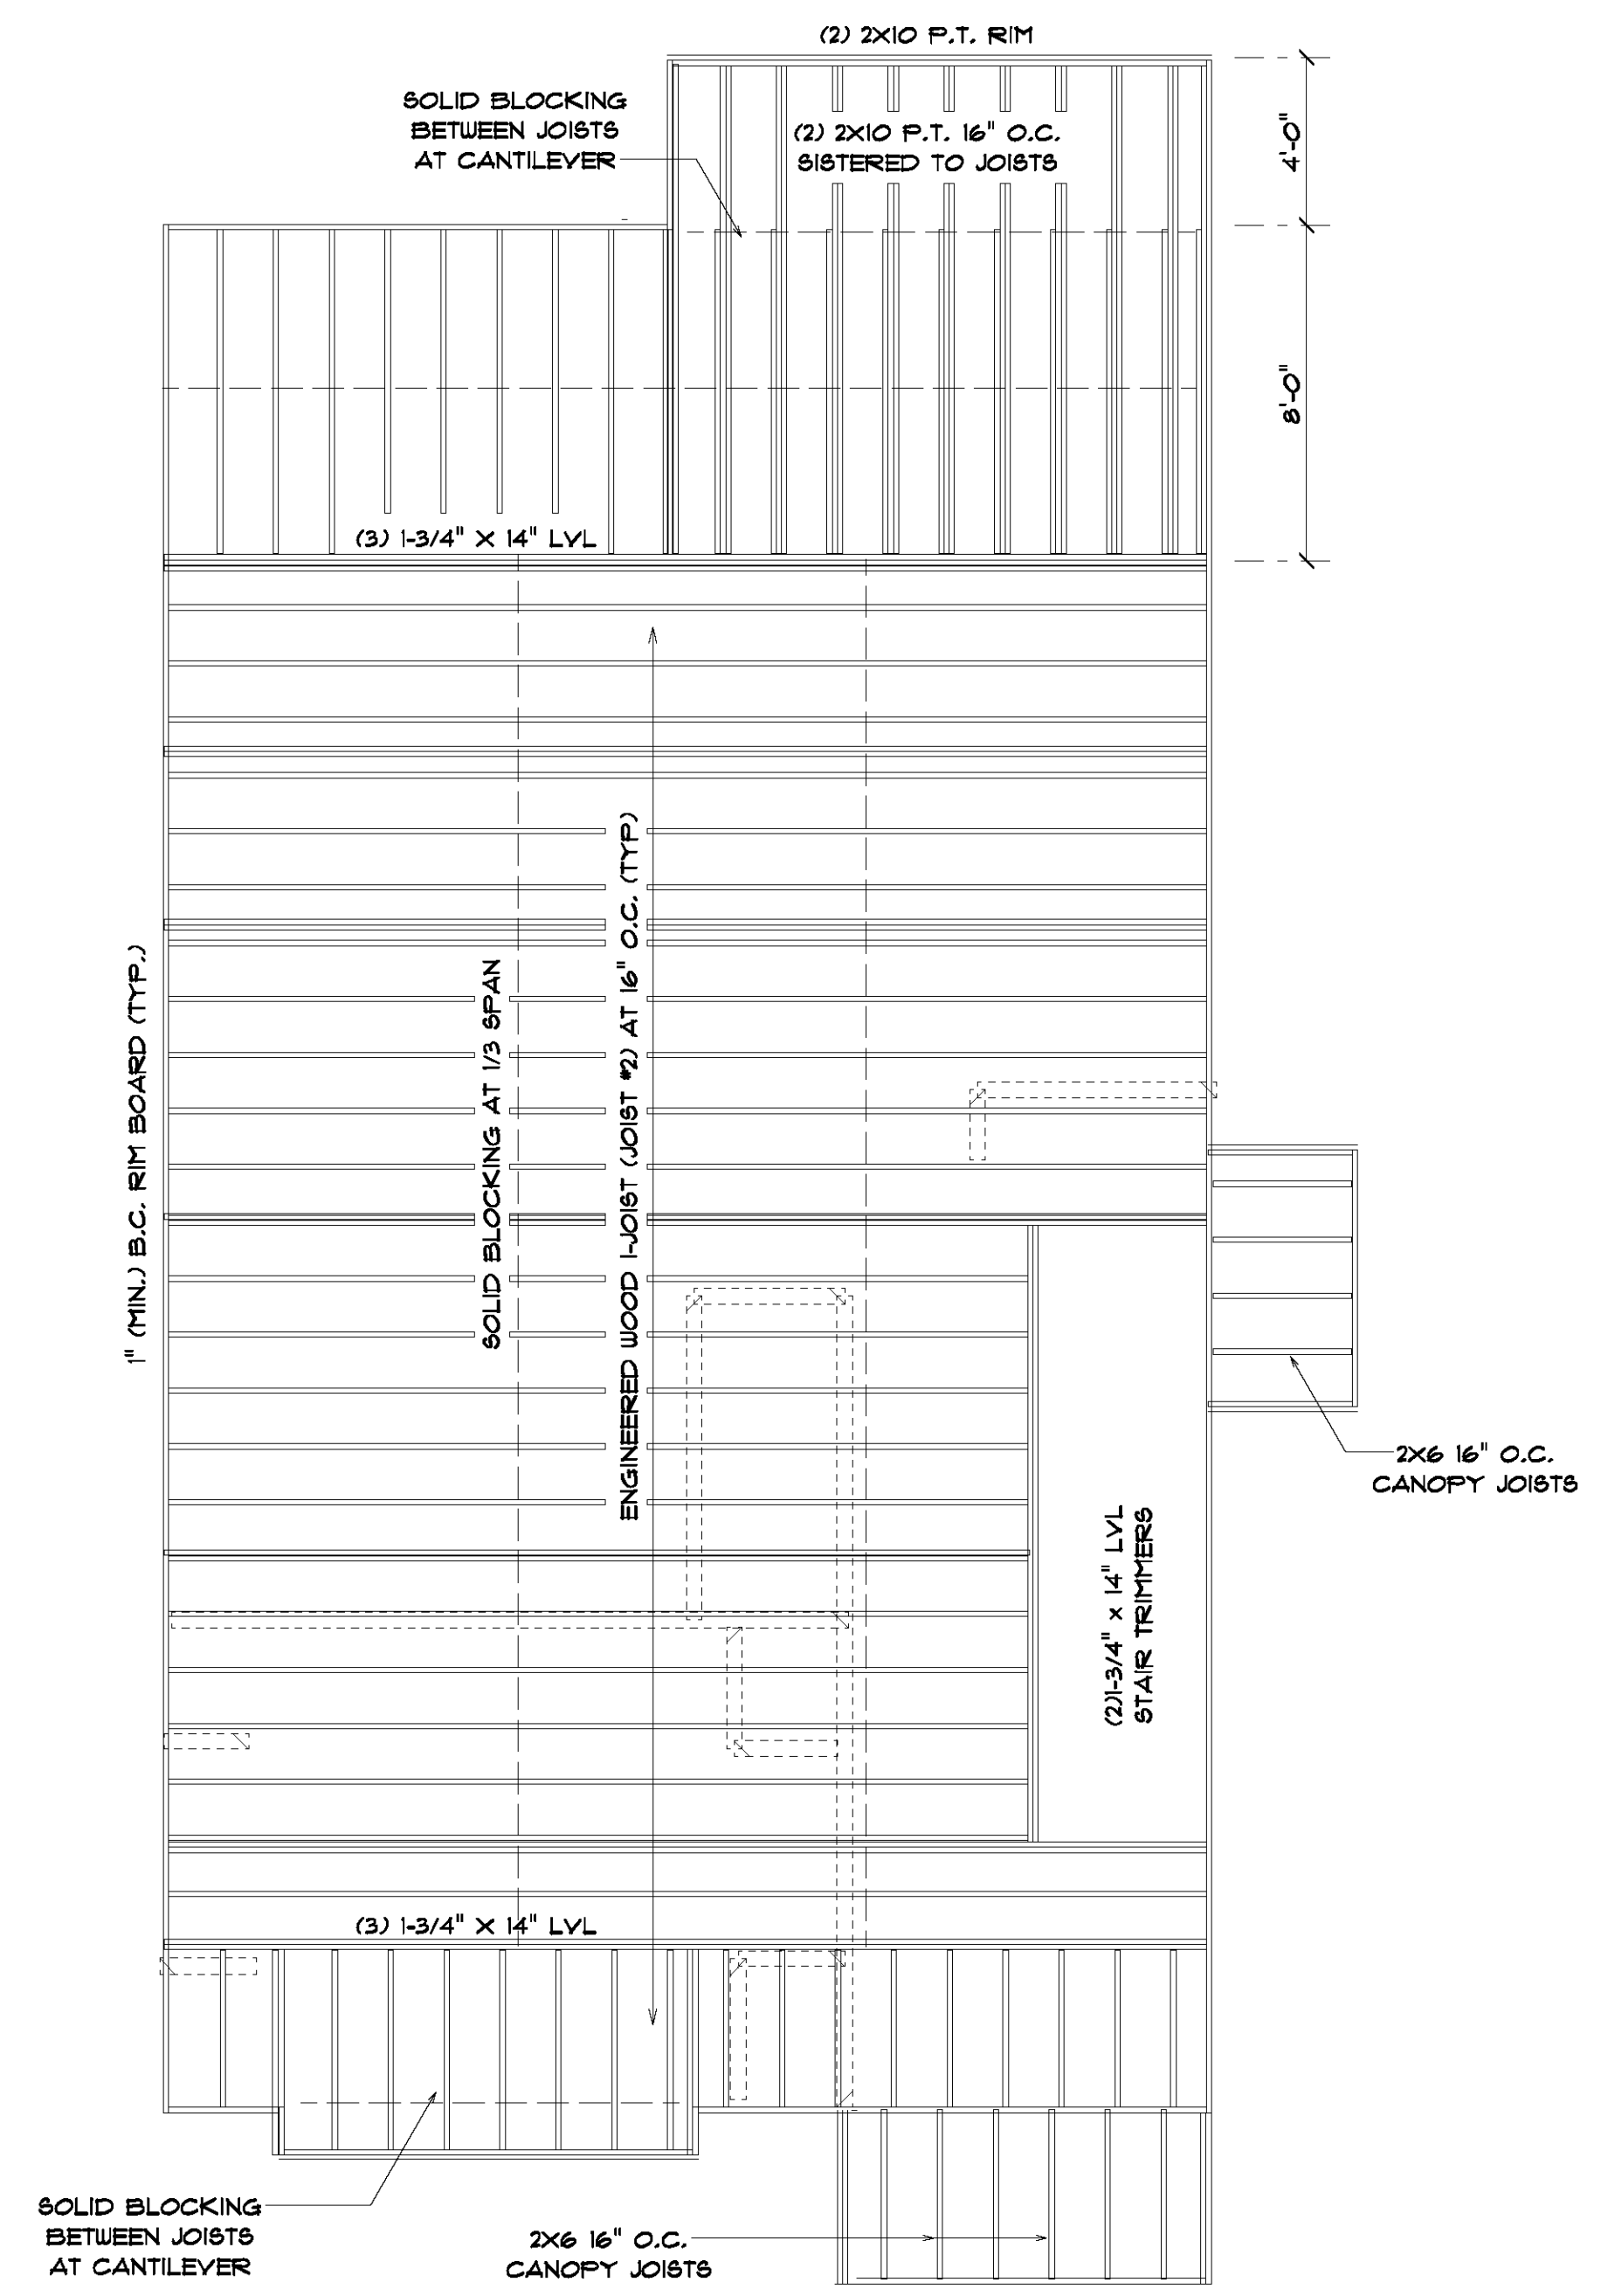 (2) 2X10 P.T. RIM
SOLID BLOCKING
BETWEEN JOISTS
AT CANTILEVER
(2) 2X10 P.T. 16" O.C.
SISTERED TO JOISTS
4'-0"
8'-0"
(3) 1-3/4" X 14" LVL
1" (MIN.) B.C. RIM BOARD (TYP.)
SOLID BLOCKING AT 1/3 SPAN
ENGINEERED WOOD I-JOIST (JOIST #2) AT 16" O.C. (TYP)
2X6 16" O.C.
CANOPY JOISTS
(2)1-3/4" x 14" LVL
STAIR TRIMMERS
(3) 1-3/4" X 14" LVL
SOLID BLOCKING
BETWEEN JOISTS
AT CANTILEVER
2X6 16" O.C.
CANOPY JOISTS